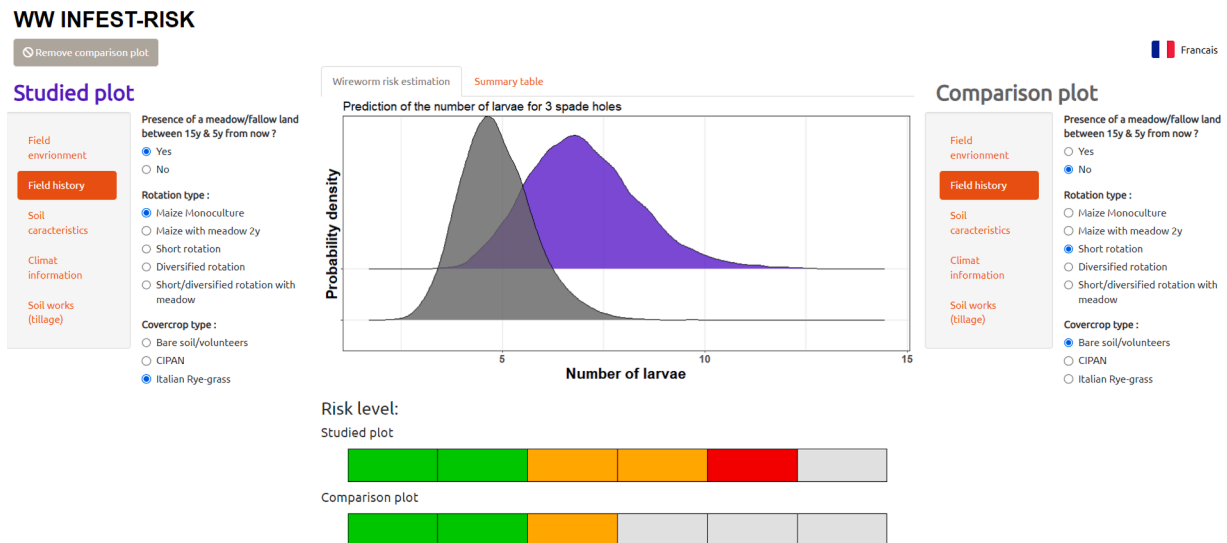 WW INFEST-RISK
Remove comparison plot
Francais
Studied plot
Field
envrionment
Field history
Soil
caracteristics
Climat
information
Soil works
(tillage)
Presence of a meadow/fallow land
between 15y & 5y from now ?
Yes
No
Rotation type :
Maize Monoculture
Maize with meadow 2y
Short rotation
Diversified rotation
Short/diversified rotation with
meadow
Covercrop type :
Bare soil/volunteers
CIPAN
Italian Rye-grass
Wireworm risk estimation
Summary table
Prediction of the number of larvae for 3 spade holes
Probability density
5
10
15
Number of larvae
Risk level:
Studied plot
Comparison plot
Comparison plot
Field
envrionment
Field history
Soil
caracteristics
Climat
information
Soil works
(tillage)
Presence of a meadow/fallow land
between 15y & 5y from now ?
Yes
No
Rotation type :
Maize Monoculture
Maize with meadow 2y
Short rotation
Diversified rotation
Short/diversified rotation with
meadow
Covercrop type :
Bare soil/volunteers
CIPAN
Italian Rye-grass